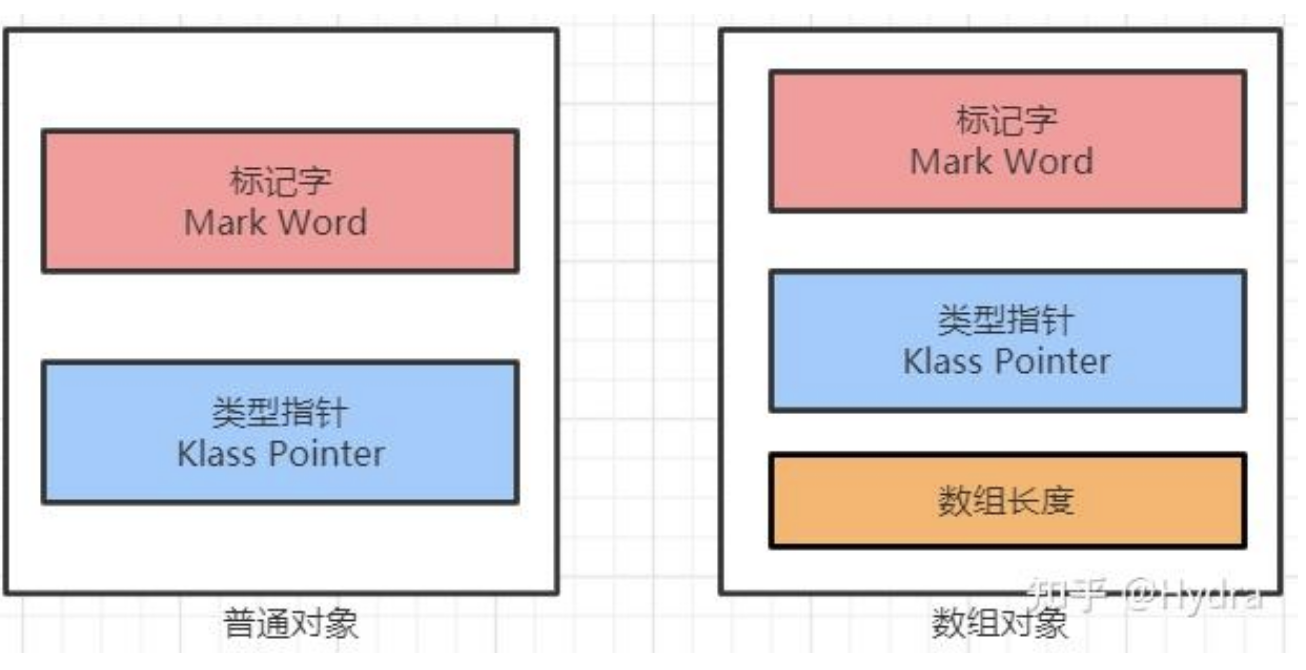 标记字
Mark Word
类型指针
Klass Pointer
普通对象
标记字
Mark Word
类型指针
Klass Pointer
数组长度
知乎 @Hydra
数组对象